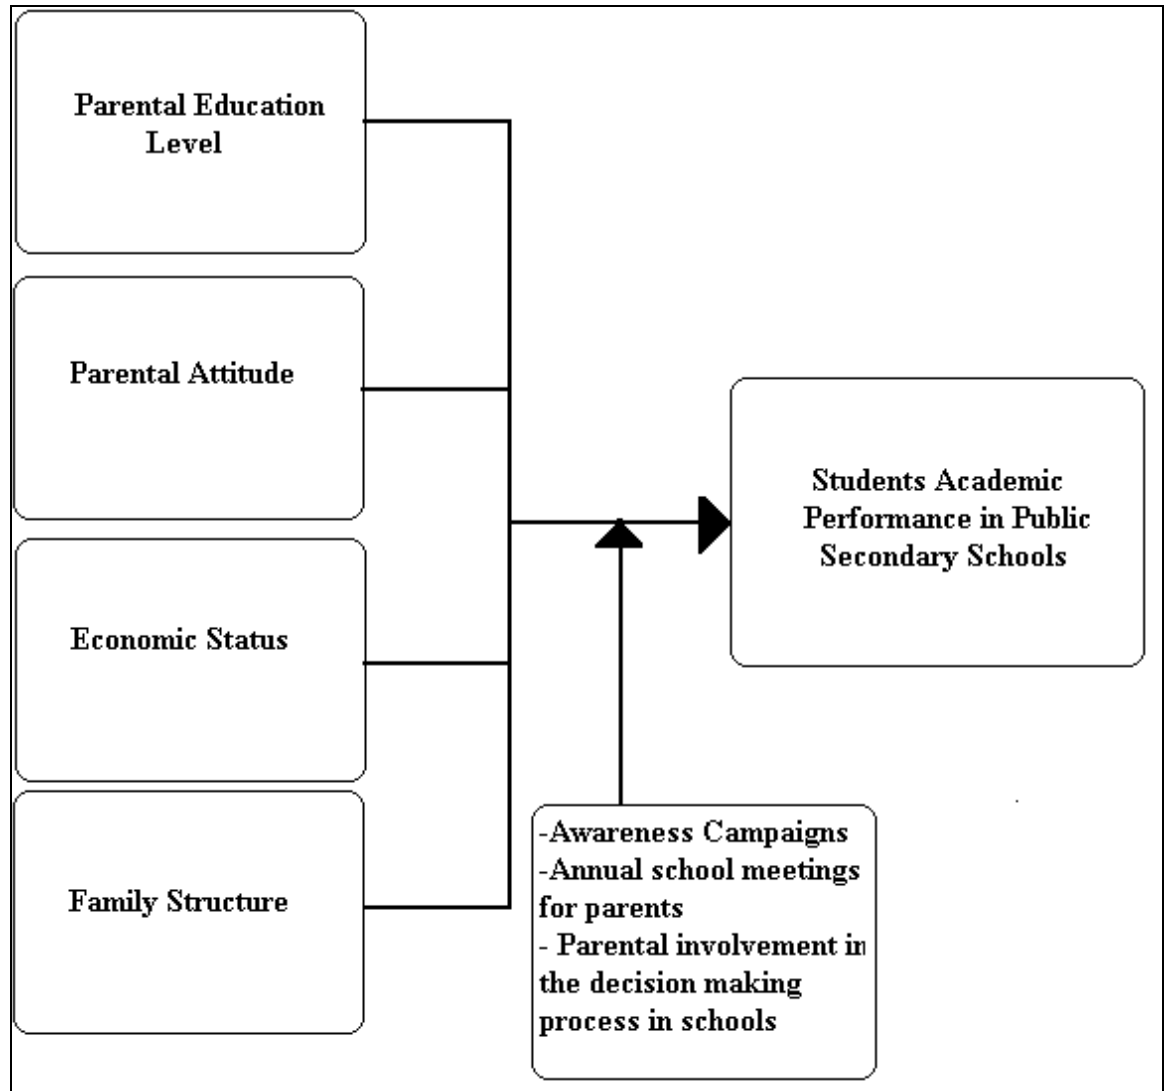 Parental Education
Level
Parental Attitude
Economic Status
Family Structure
Students Academic
Performance in Public
Secondary Schools
-Awareness Campaigns
-Annual school meetings
for parents
- Parental involvement in
the decision making
process in schools